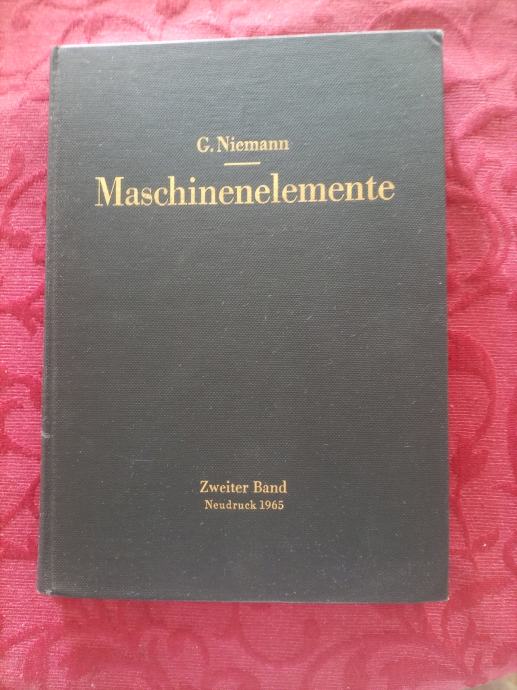 G. Niemann
Maschinenelemente
Zweiter Band
Neudruck 1965